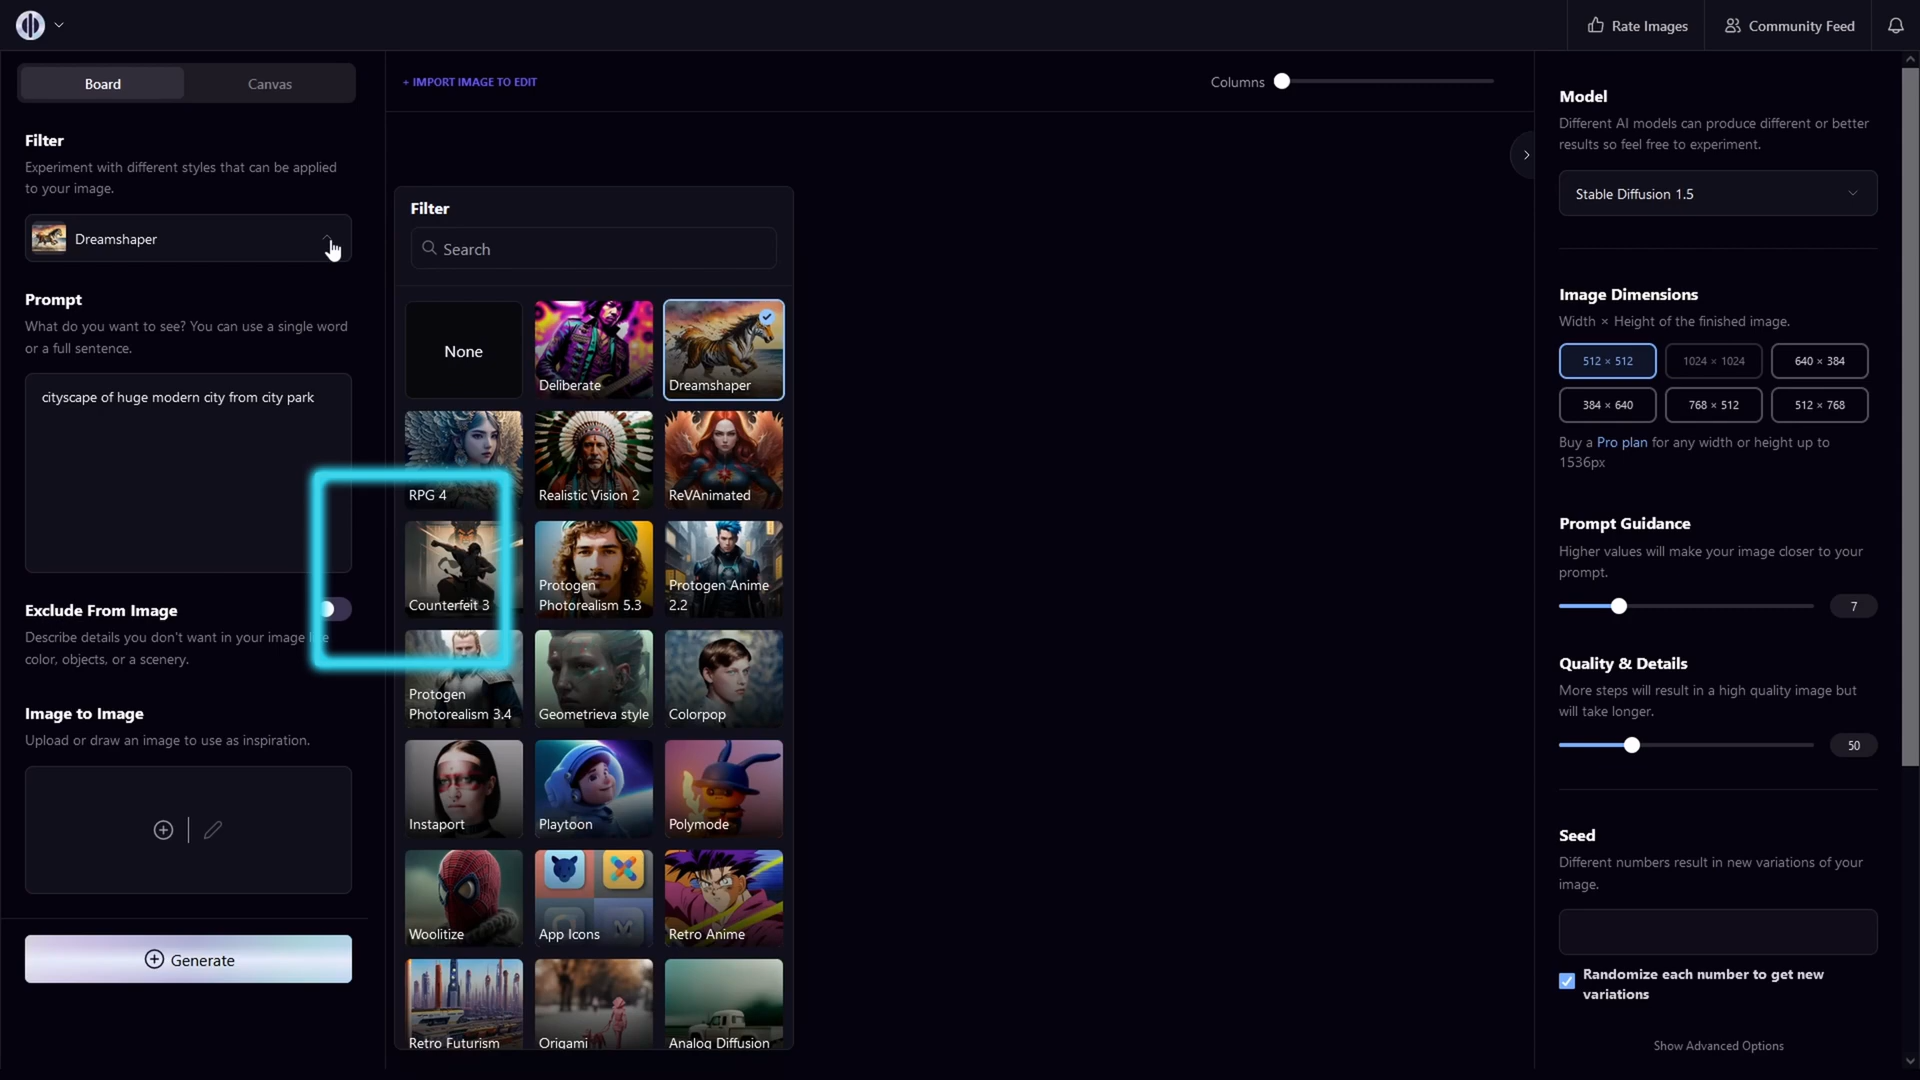 Rate Images
Community Feed
Board
Canvas
+ IMPORT IMAGE TO EDIT
Columns
Filter
Experiment with different styles that can be applied
to your image.
Dreamshaper
Prompt
What do you want to see? You can use a single word
or a full sentence.
cityscape of huge modern city from city park
Exclude From Image
Describe details you don't want in your image like
color, objects, or a scenery.
Image to Image
Upload or draw an image to use as inspiration.
Generate
Filter
Search
None
Deliberate
Dreamshaper
RPG 4
Realistic Vision 2
ReVAnimated
Counterfeit 3
Protogen
Photorealism 5.3
Protogen Anime
2.2
Protogen
Photorealism 3.4
Geometrieva style
Colorpop
Instaport
Playtoon
Polymode
Woolitize
App Icons
Retro Anime
Retro Futurism
Origami
Analog Diffusion
Model
Different AI models can produce different or better
results so feel free to experiment.
Stable Diffusion 1.5
Image Dimensions
Width × Height of the finished image.
512 × 512
1024 × 1024
640 × 384
384 × 640
768 × 512
512 × 768
Buy a Pro plan for any width or height up to
1536px
Prompt Guidance
Higher values will make your image closer to your
prompt.
7
Quality & Details
More steps will result in a high quality image but
will take longer.
50
Seed
Different numbers result in new variations of your
image.
Randomize each number to get new
variations
Show Advanced Options